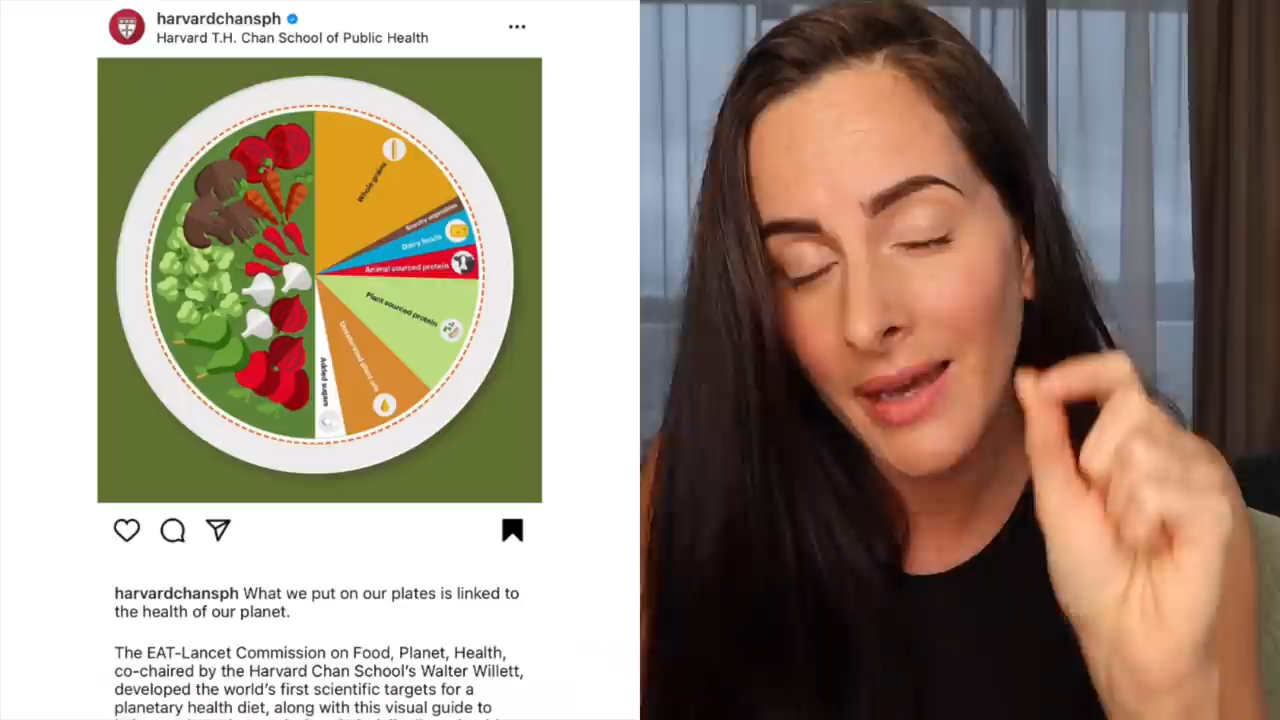 harvardchansph
Harvard T.H. Chan School of Public Health
Whole grains
Starchy vegetables
Dairy foods
Animal sourced protein
Plant sourced protein
Unsaturated plant oils
Added sugars
harvardchansph What we put on our plates is linked to
the health of our planet.
The EAT-Lancet Commission on Food, Planet, Health,
co-chaired by the Harvard Chan School's Walter Willett,
developed the world's first scientific targets for a
planetary health diet, along with this visual guide to